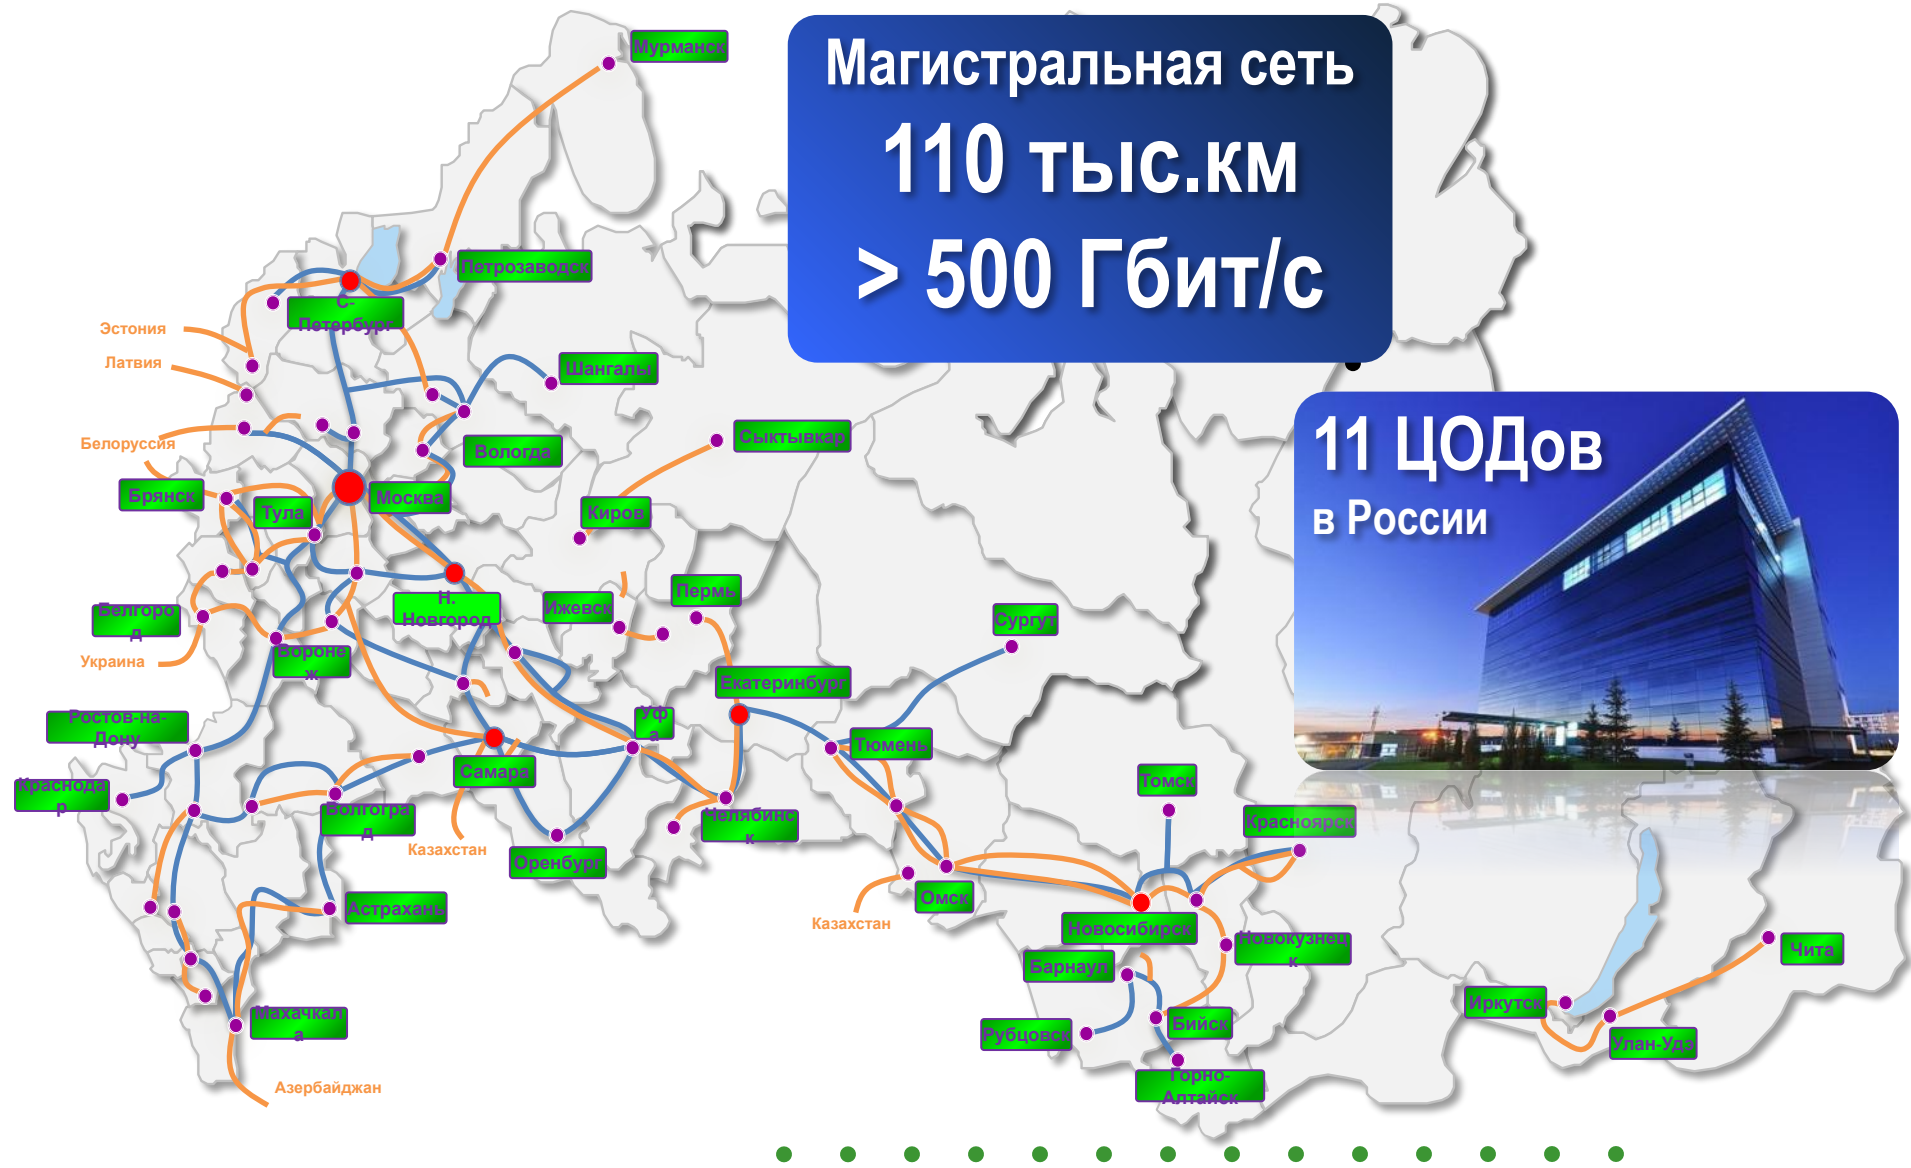 Мурманск
Магистральная сеть
110 тыс.км
> 500 Гбит/с
Петрозаводск
С-
Петербург
Эстония
Латвия
Шангалы
Белоруссия
Вологда
Сыктывкар
11 ЦОДов
в России
Брянск
Тула
Москва
Киров
Белгоро
д
Н.
Новгород
Ижевск
Пермь
Сургут
Украина
Вороне
ж
Екатеринбург
Ростов-на-
Дону
Уф
а
Тюмень
Краснода
р
Самара
Томск
Волгогра
д
Челябинс
к
Красноярск
Казахстан
Оренбург
Омск
Астрахань
Казахстан
Новосибирск
Новокузнец
к
Чита
Барнаул
Иркутск
Махачкал
а
Рубцовск
Бийск
Улан-Удэ
Горно-
Алтайск
Азербайджан